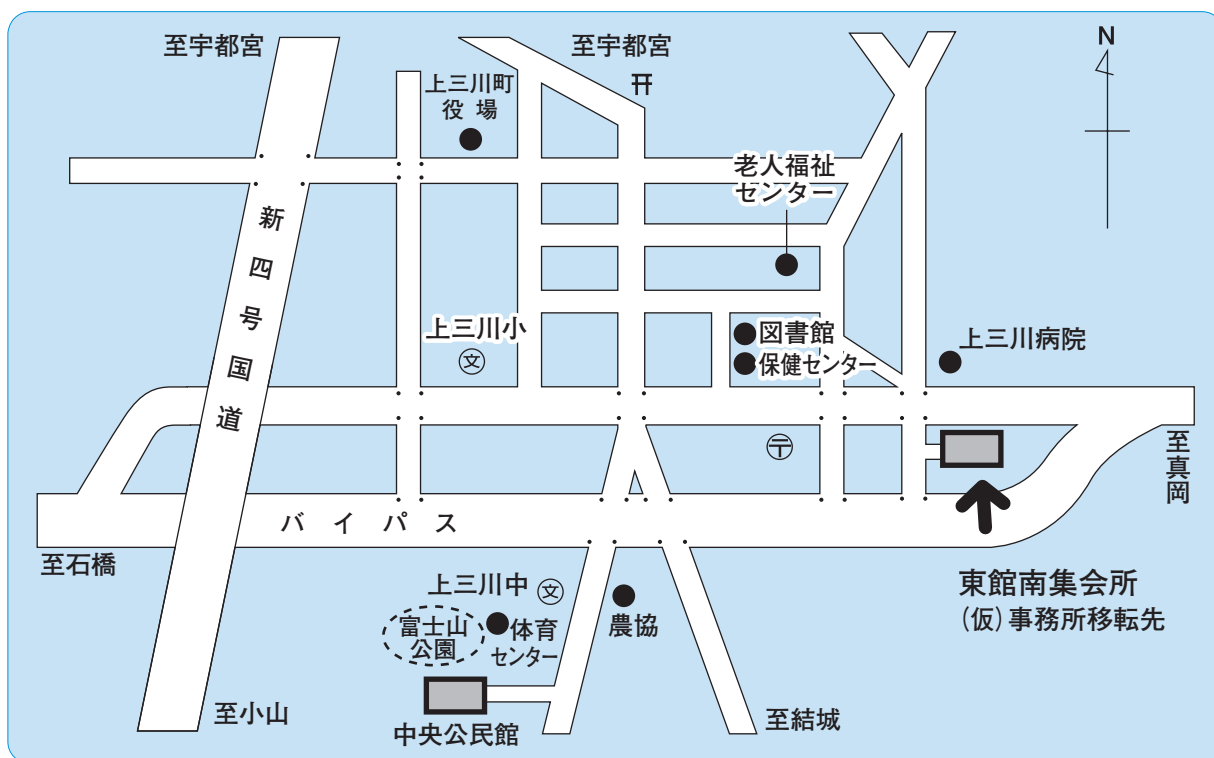 至宇都宮
至宇都宮
N
上三川町
役場
老人福祉
センター
新四号国道
上三川小
文
図書館
保健センター
上三川病院
〒
至真岡
バイパス
至石橋
上三川中
文
富士山
公園
体育
センター
農協
東館南集会所
(仮)事務所移転先
至小山
中央公民館
至結城